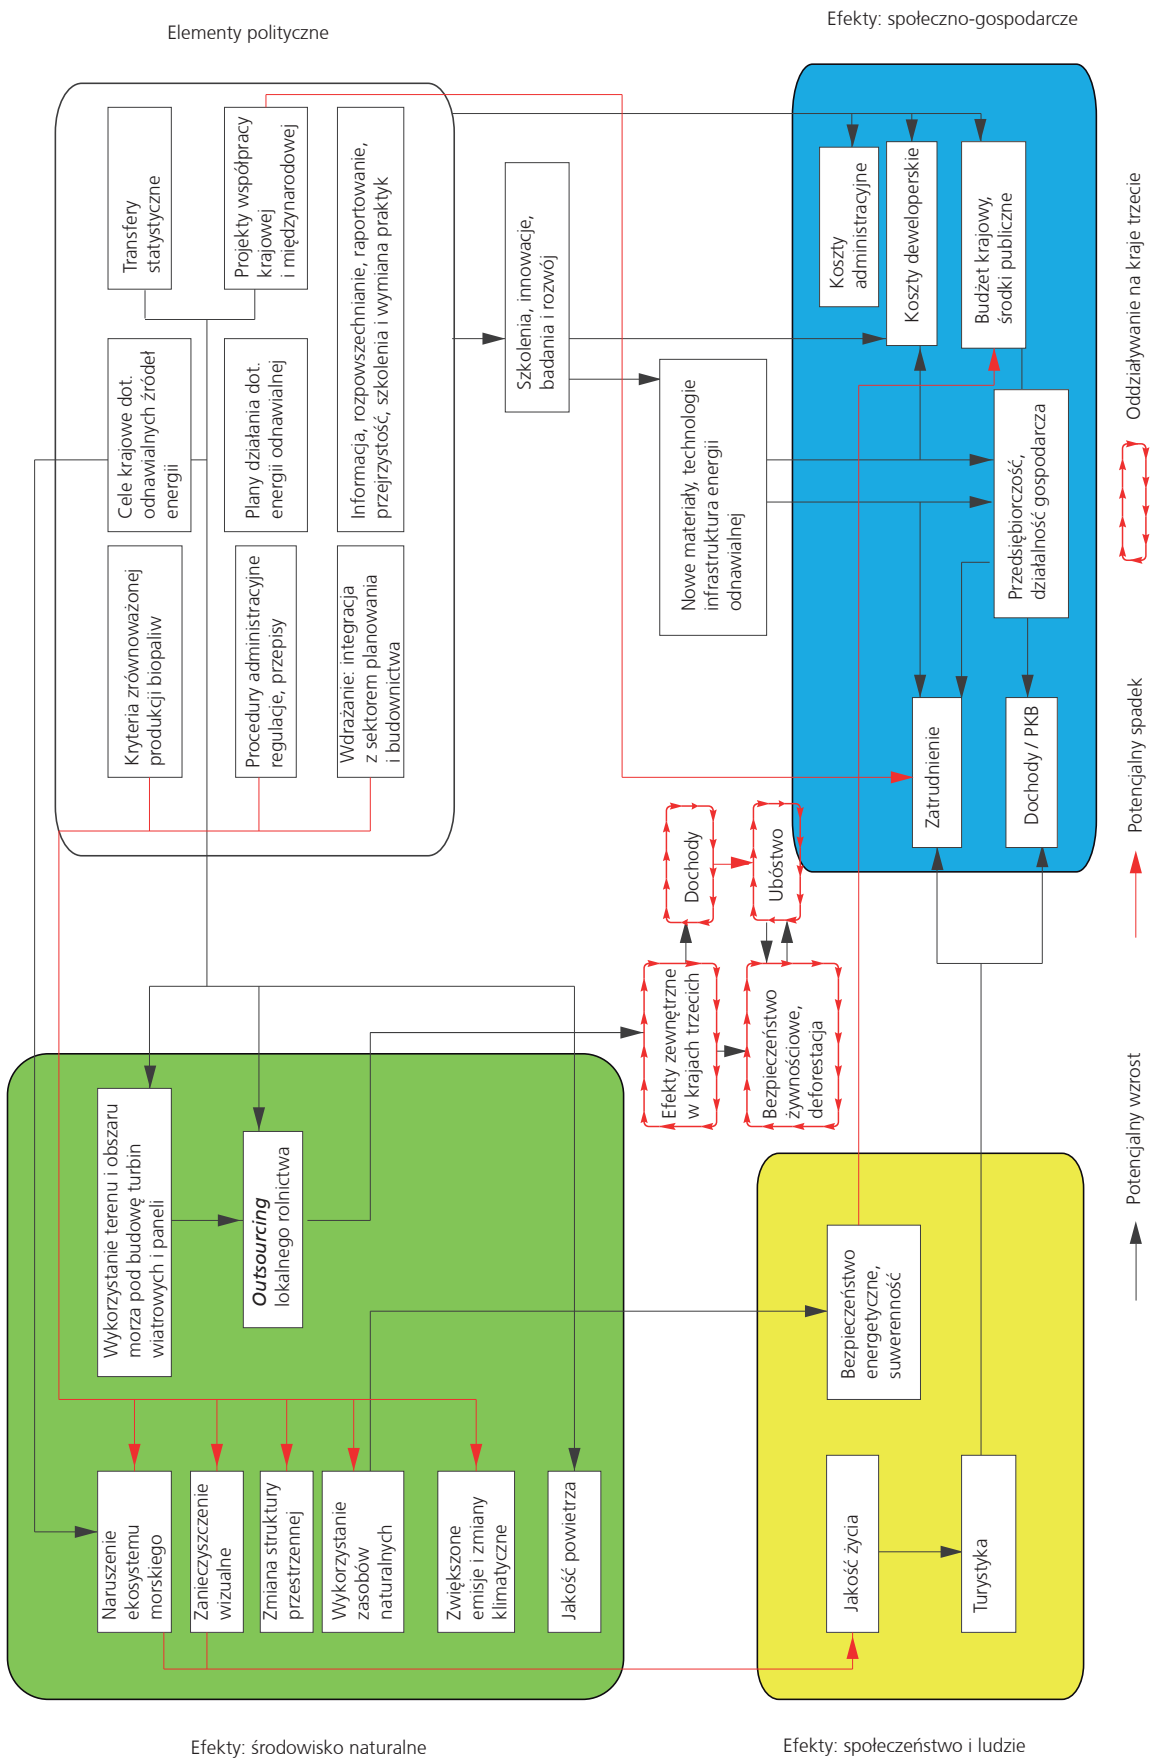 Elementy polityczne
Efekty: społeczno-gospodarcze
Transfery
statystyczne
Projekty współpracy
krajowej
i międzynarodowej
Informacja, rozpowszechnianie, raportowanie,
przejrzystość, szkolenia i wymiana praktyk
Cele krajowe dot.
odnawialnych źródeł
energii
Plany działania dot.
energii odnawialnej
Kryteria zrównoważonej
produkcji biopaliw
Procedury administracyjne
regulacje, przepisy
Wdrażanie: integracja
z sektorem planowania
i budownictwa
Szkolenia, innowacje,
badania i rozwój
Nowe materiały, technologie
infrastruktura energii
odnawialnej
Koszty
administracyjne
Koszty deweloperskie
Budżet krajowy,
środki publiczne
Przedsiębiorczość,
działalność gospodarcza
Zatrudnienie
Dochody / PKB
Dochody
Ubóstwo
Efekty zewnętrzne
w krajach trzecich
Bezpieczeństwo
żywnościowe,
deforestacja
Wykorzystanie terenu i obszaru
morza pod budowę turbin
wiatrowych i paneli
Outsourcing
lokalnego rolnictwa
Naruszenie
ekosystemu
morskiego
Zanieczyszczenie
wizualne
Zmiana struktury
przestrzennej
Wykorzystanie
zasobów
naturalnych
Zwiększone
emisje i zmiany
klimatyczne
Jakość powietrza
Bezpieczeństwo
energetyczne,
suwerenność
Jakość życia
Turystyka
Efekty: środowisko naturalne
Efekty: społeczeństwo i ludzie
Potencjalny wzrost
Potencjalny spadek
Oddziaływanie na kraje trzecie